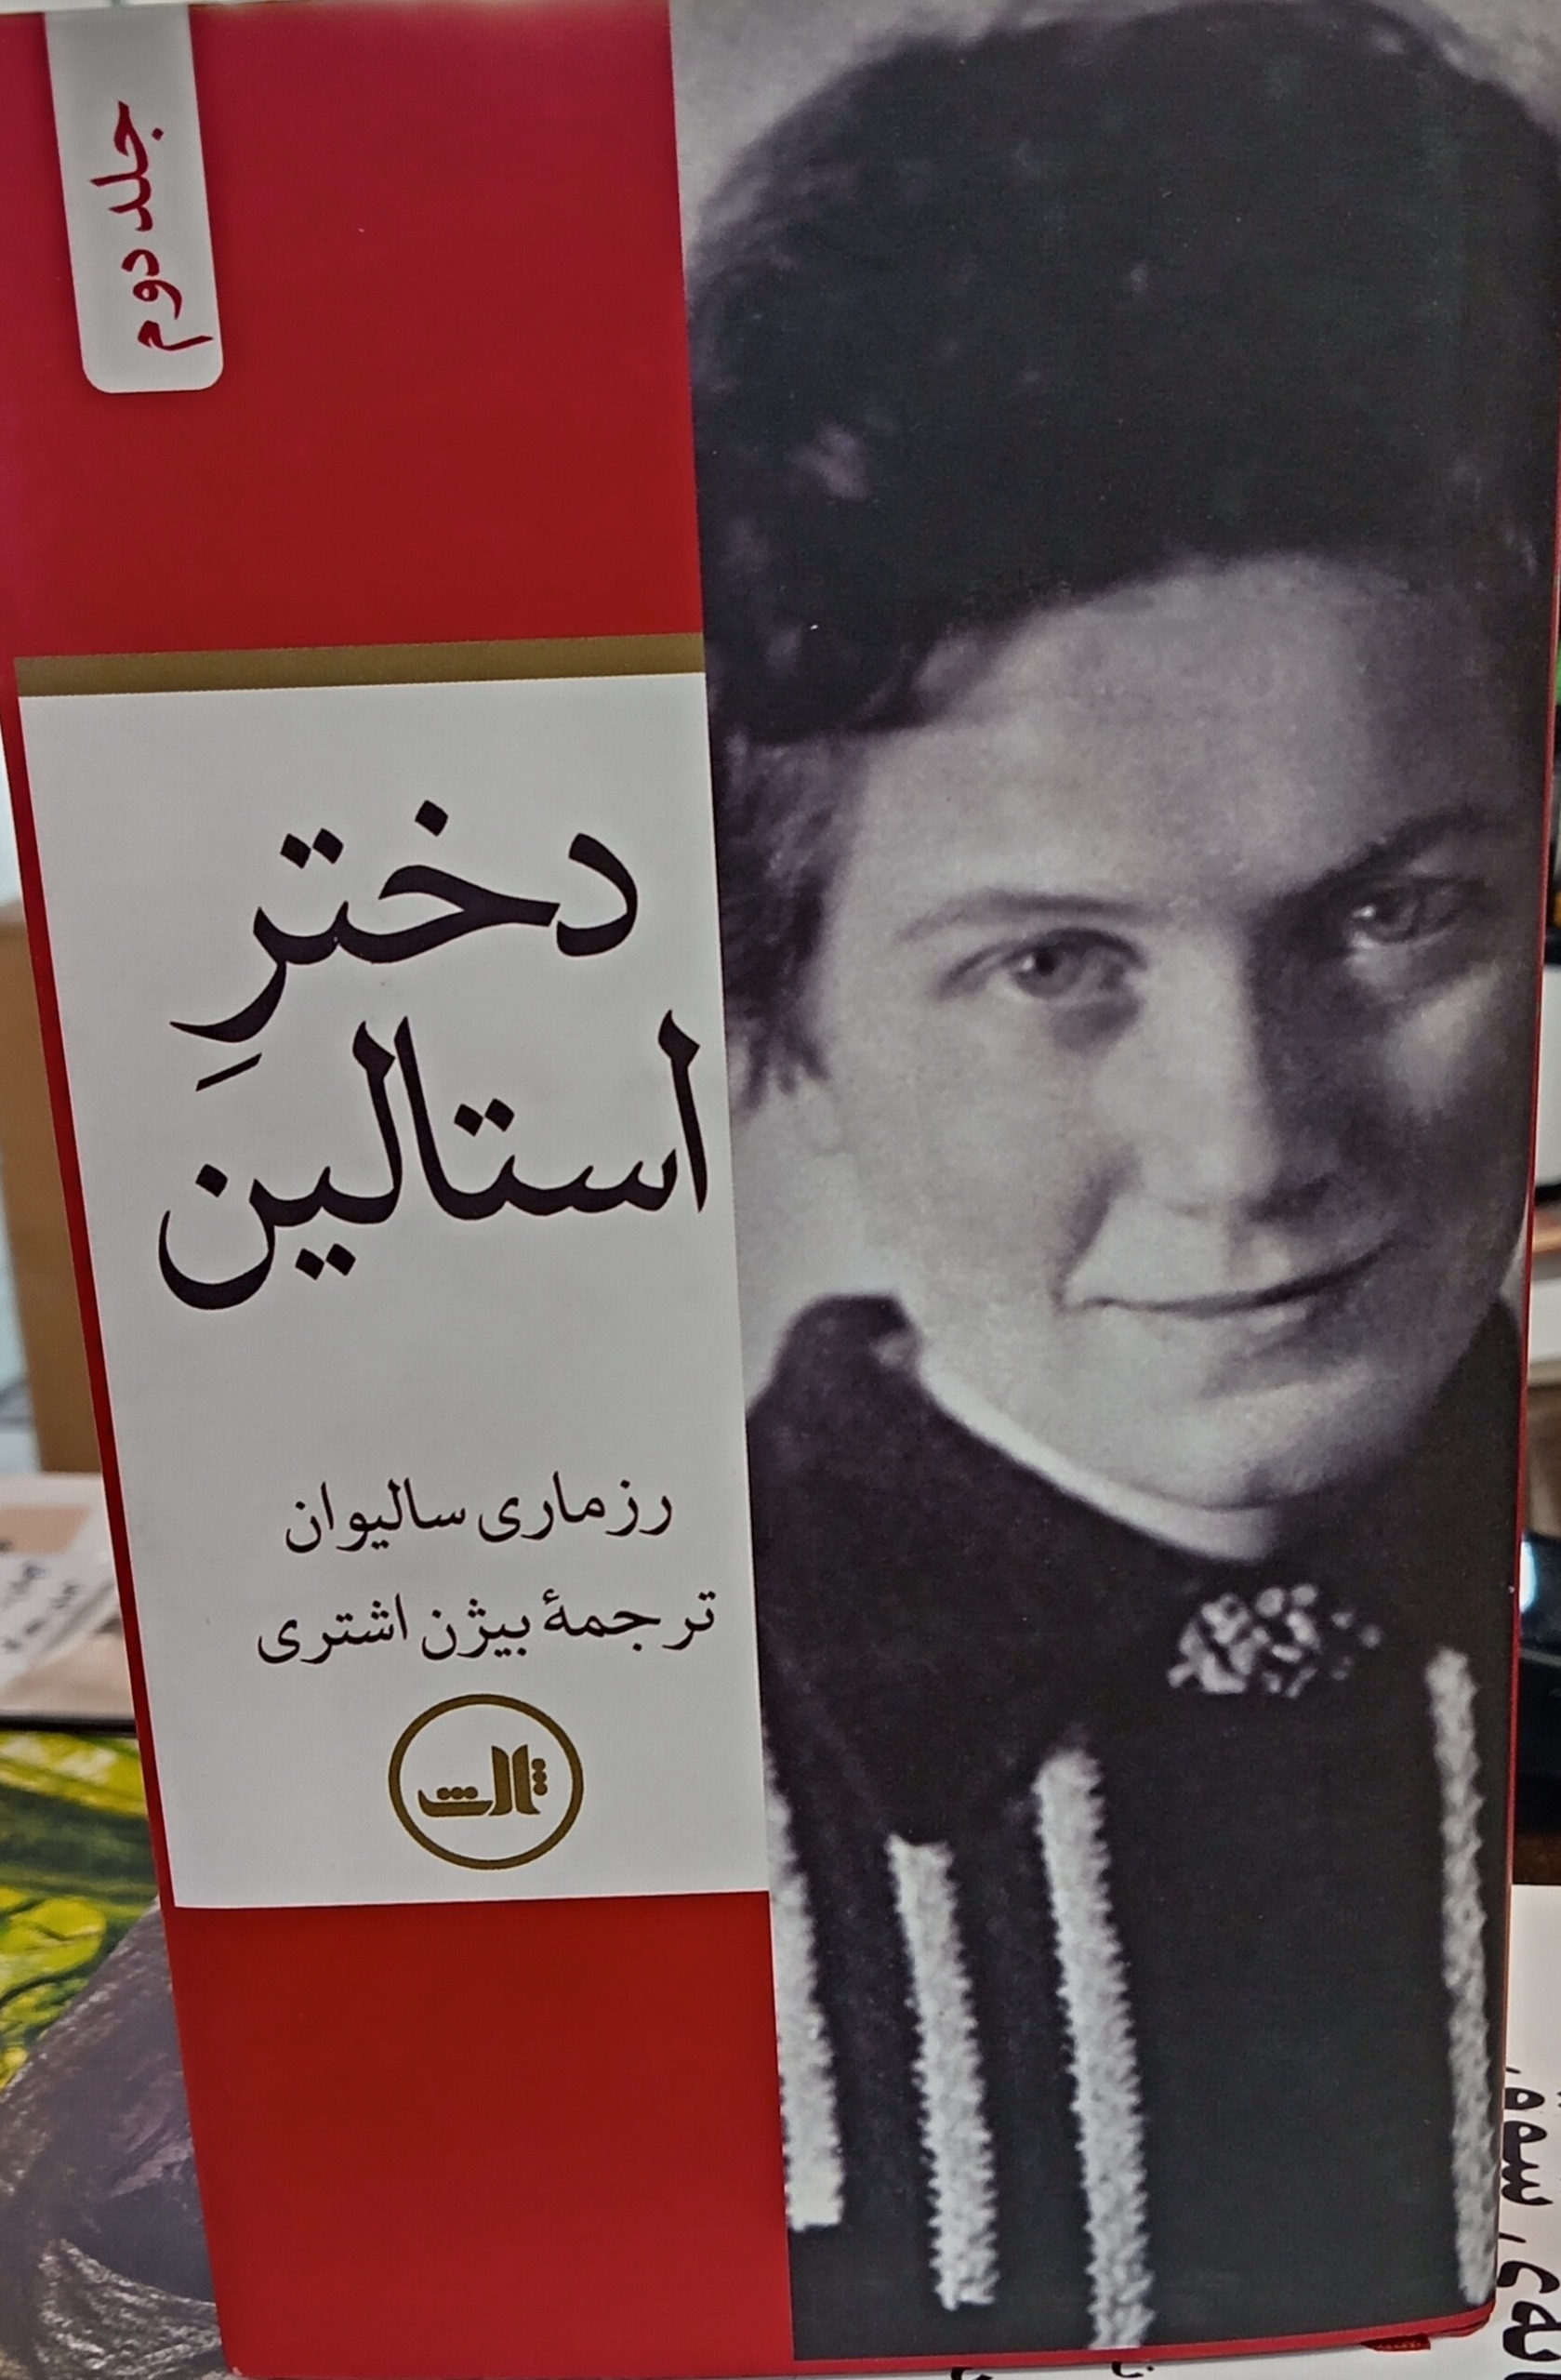 جلد دوم
دخترِ
استالین
رزماری سالیوان
ترجمهٔ بیژن اشتری
ثالث